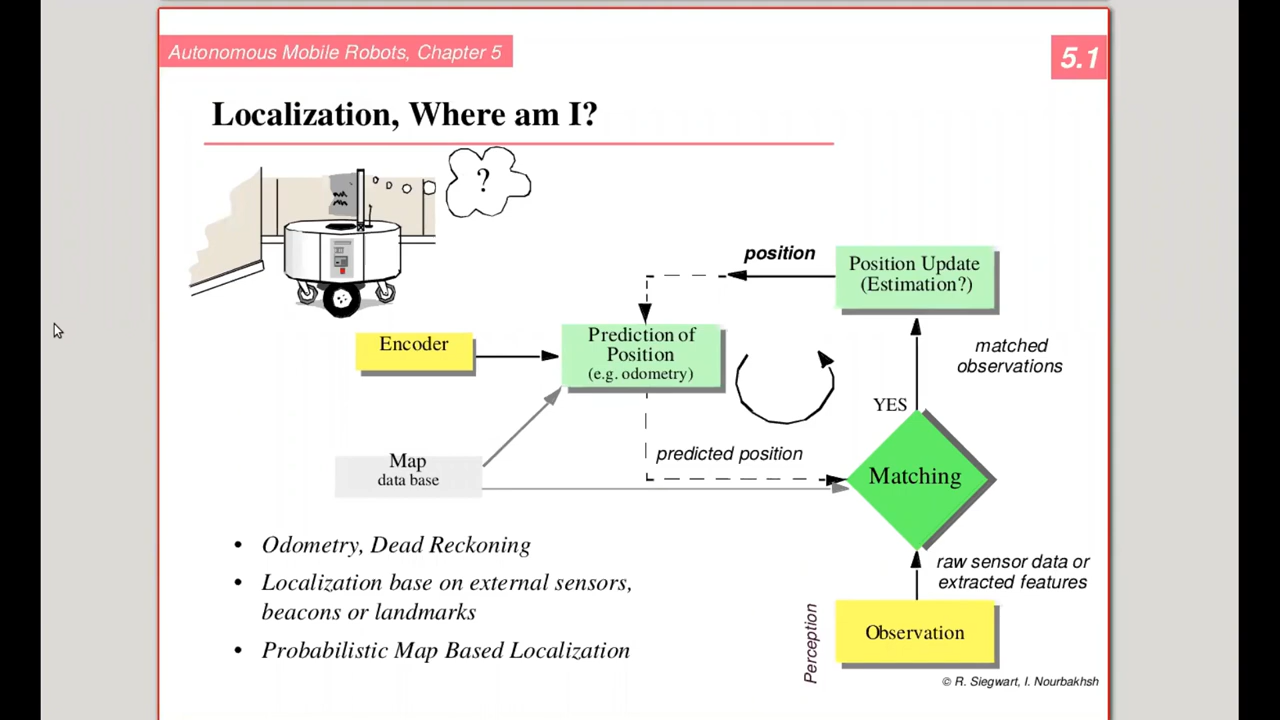 Autonomous Mobile Robots, Chapter 5
5.1
Localization, Where am I?
?
position
Position Update
(Estimation?)
Encoder
Prediction of
Position
(e.g. odometry)
matched
observations
YES
predicted position
Map
data base
Matching
• Odometry, Dead Reckoning
• Localization base on external sensors,
beacons or landmarks
• Probabilistic Map Based Localization
raw sensor data or
extracted features
Perception
Observation
© R. Siegwart, I. Nourbakhsh